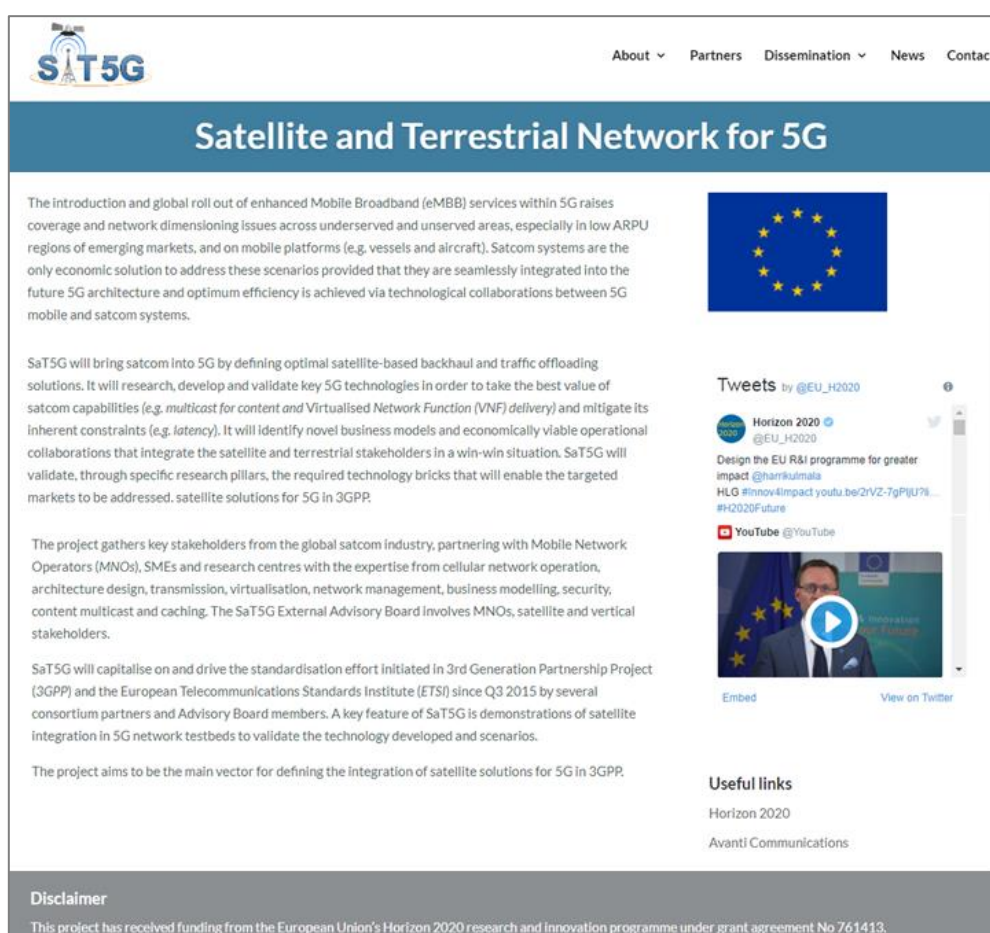 SAT5G
About Partners Dissemination News Contac
Satellite and Terrestrial Network for 5G
The introduction and global roll out of enhanced Mobile Broadband (eMBB) services within 5G raises
coverage and network dimensioning issues across underserved and unserved areas, especially in low ARPU
regions of emerging markets, and on mobile platforms (e.g. vessels and aircraft). Satcom systems are the
only economic solution to address these scenarios provided that they are seamlessly integrated into the
future 5G architecture and optimum efficiency is achieved via technological collaborations between 5G
mobile and satcom systems.
SaT5G will bring satcom into 5G by defining optimal satellite-based backhaul and traffic offloading
solutions. It will research, develop and validate key 5G technologies in order to take the best value of
satcom capabilities (e.g. multicast for content and Virtualised Network Function (VNF) delivery) and mitigate its
inherent constraints (e.g. latency). It will identify novel business models and economically viable operational
collaborations that integrate the satellite and terrestrial stakeholders in a win-win situation. SaT5G will
validate, through specific research pillars, the required technology bricks that will enable the targeted
markets to be addressed. satellite solutions for 5G in 3GPP.
The project gathers key stakeholders from the global satcom industry, partnering with Mobile Network
Operators (MNOs), SMEs and research centres with the expertise from cellular network operation,
architecture design, transmission, virtualisation, network management, business modelling, security,
content multicast and caching. The SaT5G External Advisory Board involves MNOs, satellite and vertical
stakeholders.
SaT5G will capitalise on and drive the standardisation effort initiated in 3rd Generation Partnership Project
(3GPP) and the European Telecommunications Standards Institute (ETSI) since Q3 2015 by several
consortium partners and Advisory Board members. A key feature of SaT5G is demonstrations of satellite
integration in 5G network testbeds to validate the technology developed and scenarios.
The project aims to be the main vector for defining the integration of satellite solutions for 5G in 3GPP.
Tweets by @EU_H2020
Horizon 2020
@EU_H2020
Design the EU R&I programme for greater
impact @harrikulmala
HLG #Innov4Impact
#H2020Future
YouTube @YouTube
Embed View on Twitter
Useful links
Horizon 2020
Avanti Communications
Disclaimer
This project has received funding from the European Union's Horizon 2020 research and innovation programme under grant agreement No 761413.